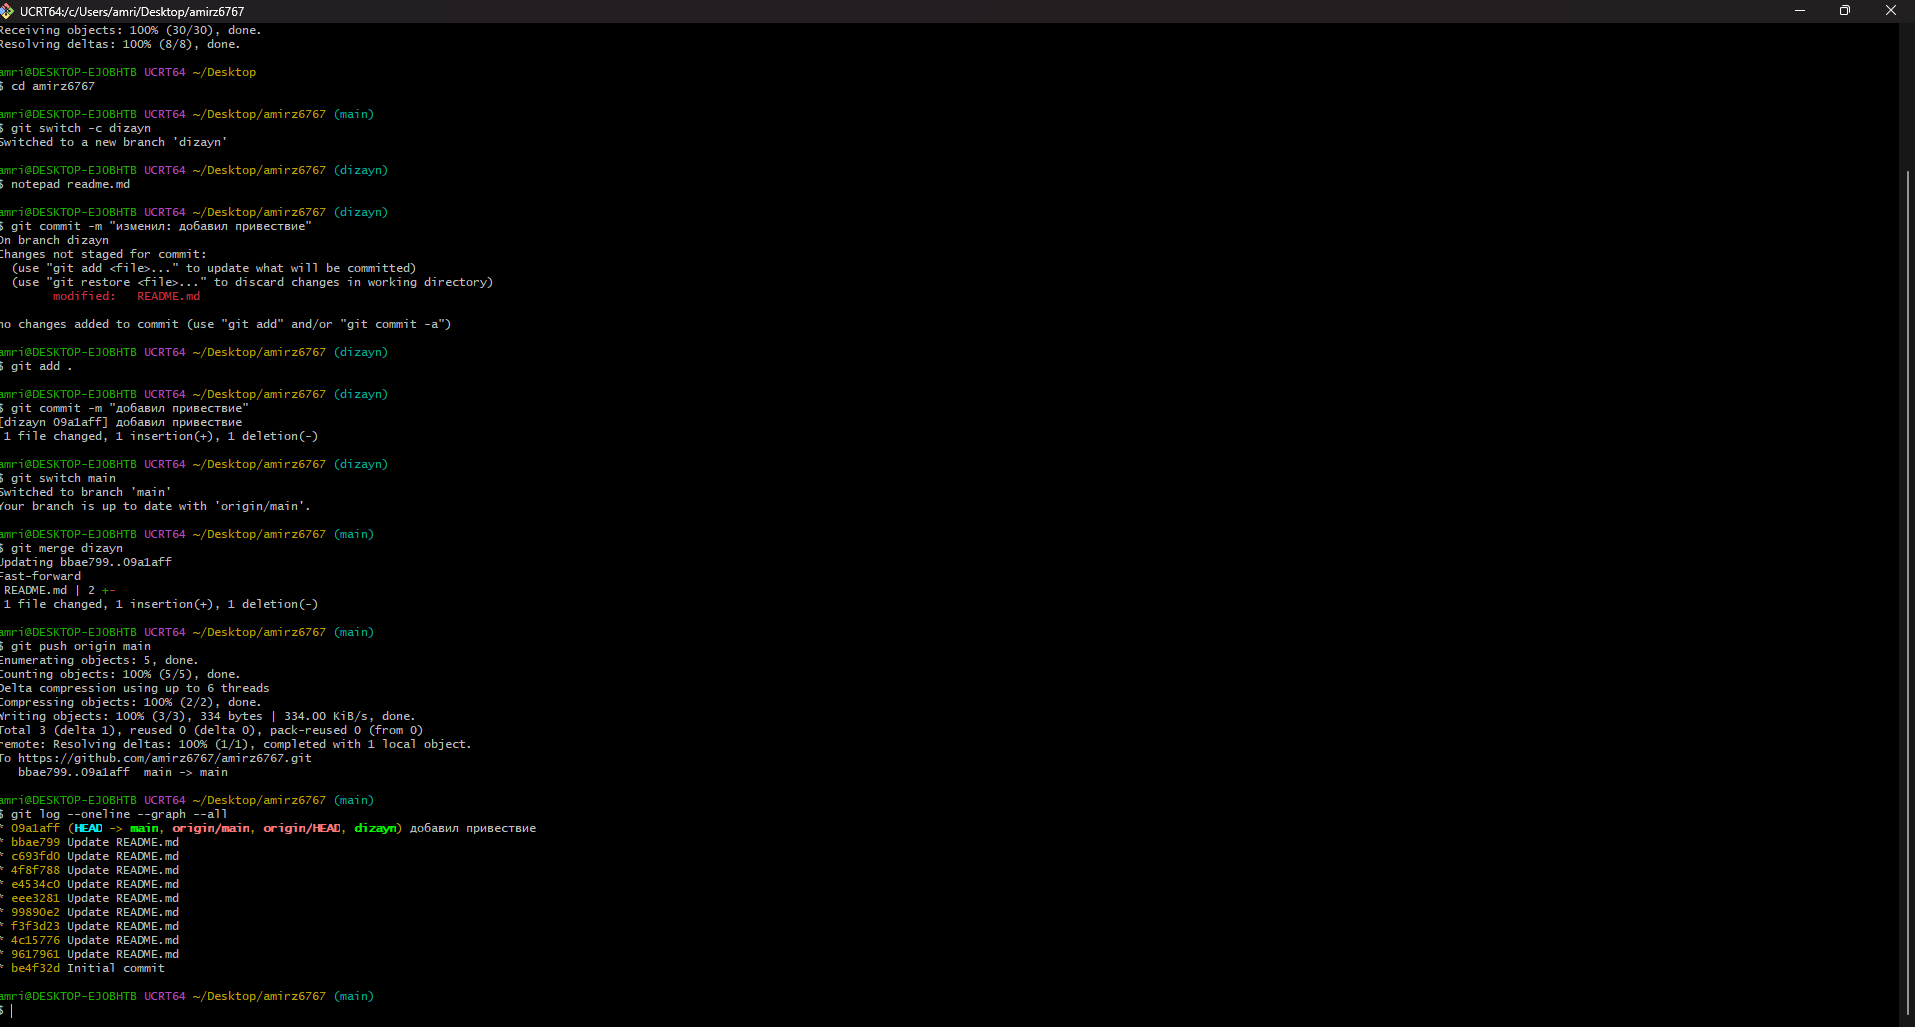 UCRT64:/c/Users/amri/Desktop/amirz6767
Receiving objects: 100% (30/30), done.
Resolving deltas: 100% (8/8), done.
amri@DESKTOP-EJOBHTB UCRT64 ~/Desktop
$ cd amirz6767
amri@DESKTOP-EJOBHTB UCRT64 ~/Desktop/amirz6767 (main)
$ git switch -c dizayn
Switched to a new branch 'dizayn'
amri@DESKTOP-EJOBHTB UCRT64 ~/Desktop/amirz6767 (dizayn)
$ notepad readme.md
amri@DESKTOP-EJOBHTB UCRT64 ~/Desktop/amirz6767 (dizayn)
$ git commit -m "изменил: добавил привествие"
On branch dizayn
Changes not staged for commit:
(use "git add <file>..." to update what will be committed)
(use "git restore <file>..." to discard changes in working directory)
modified: README.md
no changes added to commit (use "git add" and/or "git commit -a")
amri@DESKTOP-EJOBHTB UCRT64 ~/Desktop/amirz6767 (dizayn)
$ git add .
amri@DESKTOP-EJOBHTB UCRT64 ~/Desktop/amirz6767 (dizayn)
$ git commit -m "добавил привествие"
[dizayn 09a1aff] добавил привествие
1 file changed, 1 insertion(+), 1 deletion(-)
amri@DESKTOP-EJOBHTB UCRT64 ~/Desktop/amirz6767 (dizayn)
$ git switch main
Switched to branch 'main'
Your branch is up to date with 'origin/main'.
amri@DESKTOP-EJOBHTB UCRT64 ~/Desktop/amirz6767 (main)
$ git merge dizayn
Updating bbae799..09a1aff
Fast-forward
README.md | 2 +-
1 file changed, 1 insertion(+), 1 deletion(-)
amri@DESKTOP-EJOBHTB UCRT64 ~/Desktop/amirz6767 (main)
$ git push origin main
Enumerating objects: 5, done.
Counting objects: 100% (5/5), done.
Delta compression using up to 6 threads
Compressing objects: 100% (2/2), done.
Writing objects: 100% (3/3), 334 bytes | 334.00 KiB/s, done.
Total 3 (delta 1), reused 0 (delta 0), pack-reused 0 (from 0)
remote: Resolving deltas: 100% (1/1), completed with 1 local object.
To https://github.com/amirz6767/amirz6767.git
bbae799..09a1aff main -> main
amri@DESKTOP-EJOBHTB UCRT64 ~/Desktop/amirz6767 (main)
$ git log --oneline --graph --all
* 09a1aff (HEAD -> main, origin/main, origin/HEAD, dizayn) добавил привествие
* bbae799 Update README.md
* c693fd0 Update README.md
* 4f8f788 Update README.md
* e4534c0 Update README.md
* eee3281 Update README.md
* 99890e2 Update README.md
* f3f3d23 Update README.md
* 4c15776 Update README.md
* 9617961 Update README.md
* be4f32d Initial commit
amri@DESKTOP-EJOBHTB UCRT64 ~/Desktop/amirz6767 (main)
$